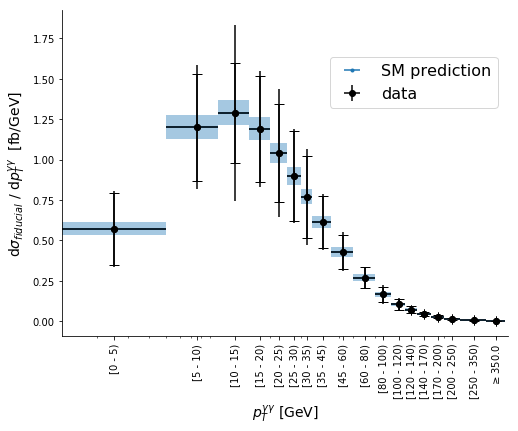 1.75
1.50
1.25
1.00
0.75
0.50
0.25
0.00
dσ_fiducial / dp_T^γγ [fb/GeV]
SM prediction
data
[0 - 5)
[5 - 10)
[10 - 15)
[15 - 20)
[20 - 25)
[25 - 30)
[30 - 35)
[35 - 45)
[45 - 60)
[60 - 80)
[80 - 100)
[100 - 120)
[120 - 140)
[140 - 170)
[170 - 200)
[200 - 250)
[250 - 350)
≥ 350.0
p_T^γγ [GeV]